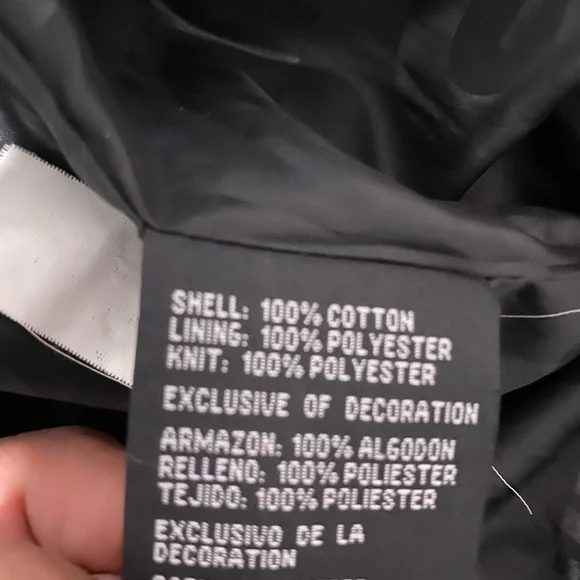 SHELL: 100% COTTON
LINING: 100% POLYESTER
KNIT: 100% POLYESTER
EXCLUSIVE OF DECORATION
ARMAZON: 100% ALGODON
RELLENO: 100% POLIESTER
TEJIDO: 100% POLIESTER
EXCLUSIVO DE LA
DECORATION